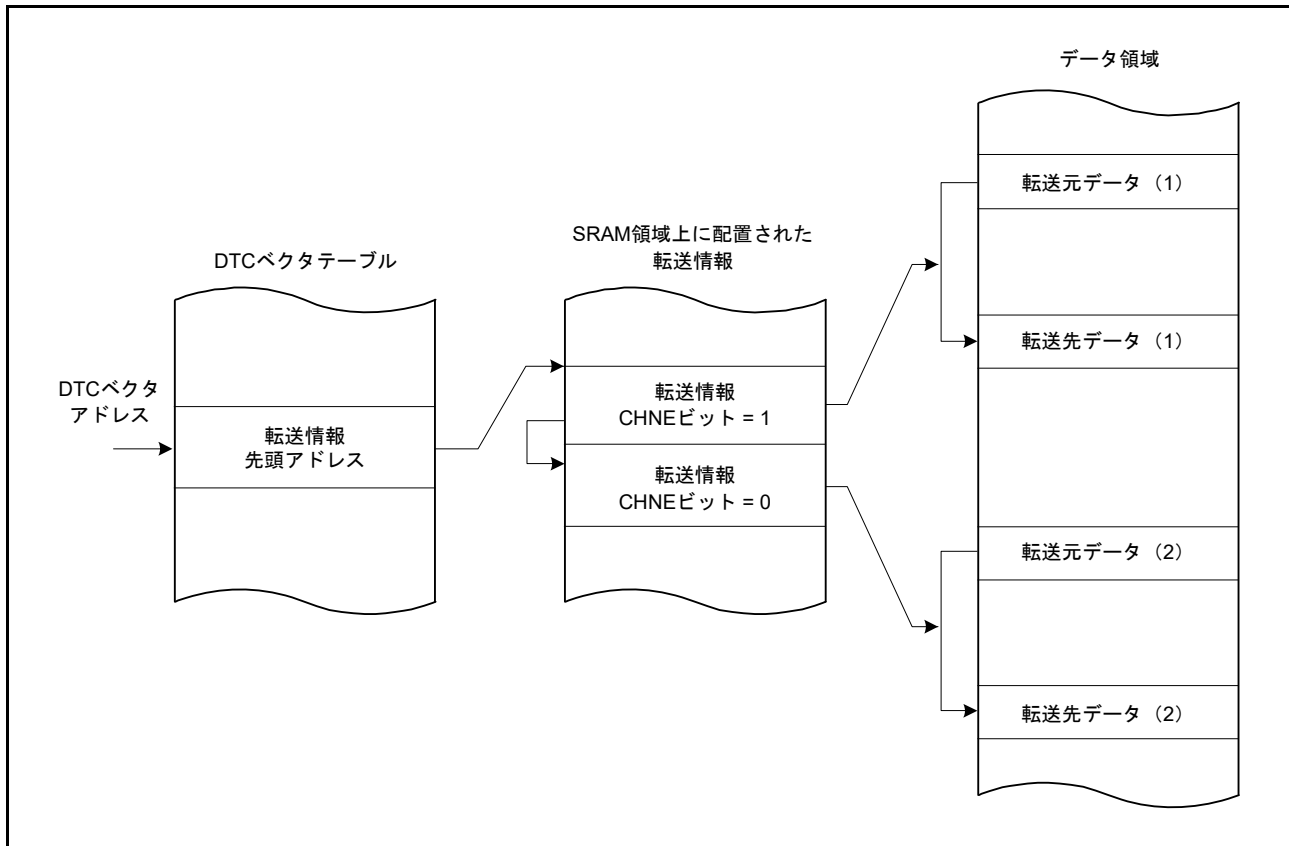 データ領域
転送元データ（1）
転送先データ（1）
転送元データ（2）
転送先データ（2）
SRAM領域上に配置された
転送情報
転送情報
CHNEビット = 1
転送情報
CHNEビット = 0
DTCベクタテーブル
DTCベクタ
アドレス
転送情報
先頭アドレス